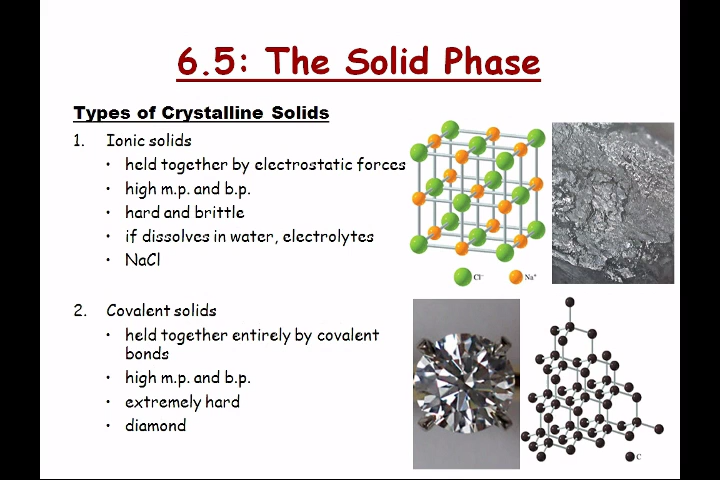 6.5: The Solid Phase
Types of Crystalline Solids
1. Ionic solids
• held together by electrostatic forces
• high m.p. and b.p.
• hard and brittle
• if dissolves in water, electrolytes
• NaCl
Cl⁻ Na⁺
2. Covalent solids
• held together entirely by covalent
bonds
• high m.p. and b.p.
• extremely hard
• diamond
C